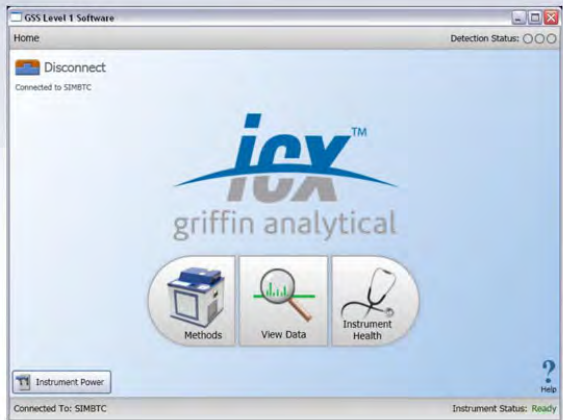 GSS Level 1 Software
Home
Detection Status:
Disconnect
Connected to SIMBTC
icx™
griffin analytical
Methods
View Data
Instrument
Health
Instrument Power
?
Help
Connected To: SIMBTC
Instrument Status: Ready